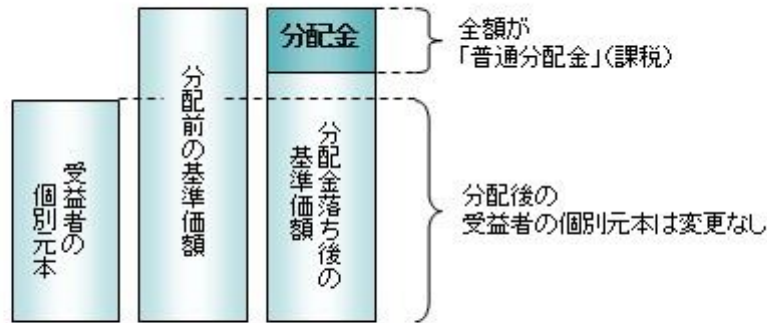 受益者の
個別元本
分配前の基準価額
分配金
分配金落ち後の
基準価額
全額が
「普通分配金」(課税)
分配後の
受益者の個別元本は変更なし